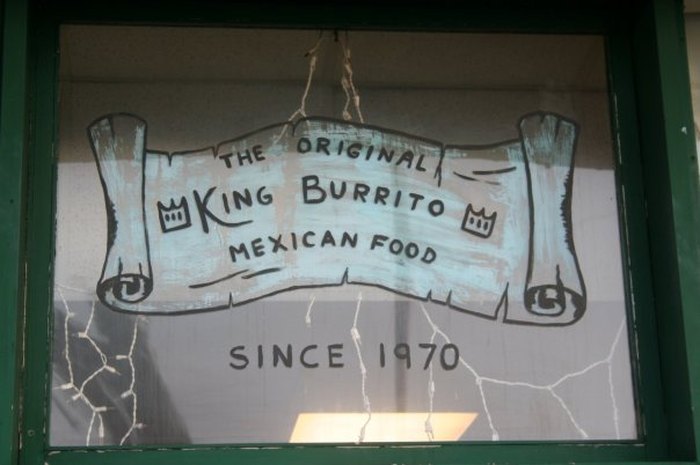 THE ORIGINAL
KING BURRITO
MEXICAN FOOD
SINCE 1970